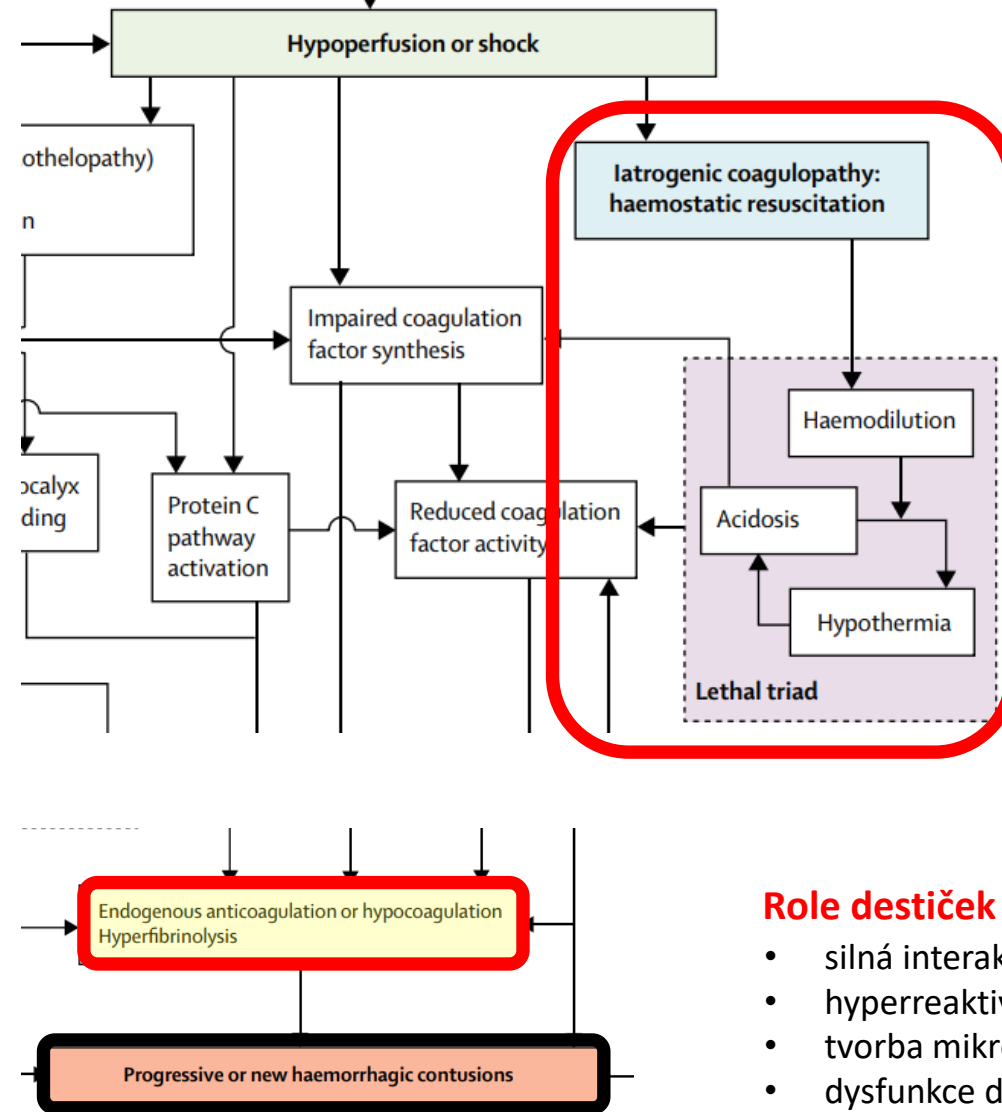 Hypoperfusion or shock
othelopathy)
n
Iatrogenic coagulopathy:
haemostatic resuscitation
Impaired coagulation
factor synthesis
Haemodilution
ocalyx
ding
Protein C
pathway
activation
Reduced coagulation
factor activity
Acidosis
Hypothermia
Lethal triad
Endogenous anticoagulation or hypocoagulation
Hyperfibrinolysis
Progressive or new haemorrhagic contusions
Role destiček
• silná interak
• hyperreaktiv
• tvorba mikro
• dysfunkce d